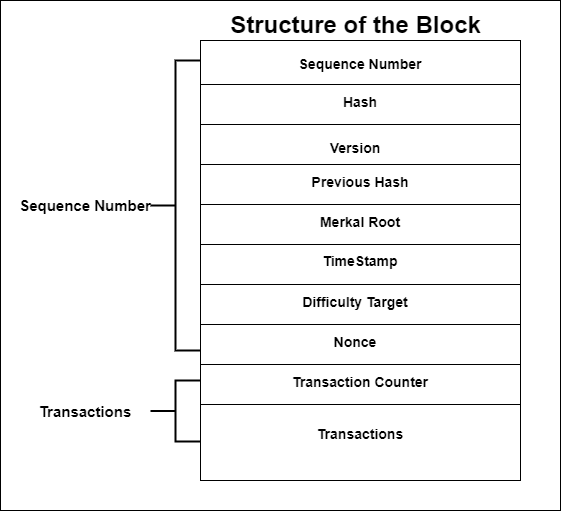 Structure of the Block
Sequence Number
Hash
Version
Previous Hash
Merkal Root
TimeStamp
Difficulty Target
Nonce
Transaction Counter
Transactions
Sequence Number
Transactions